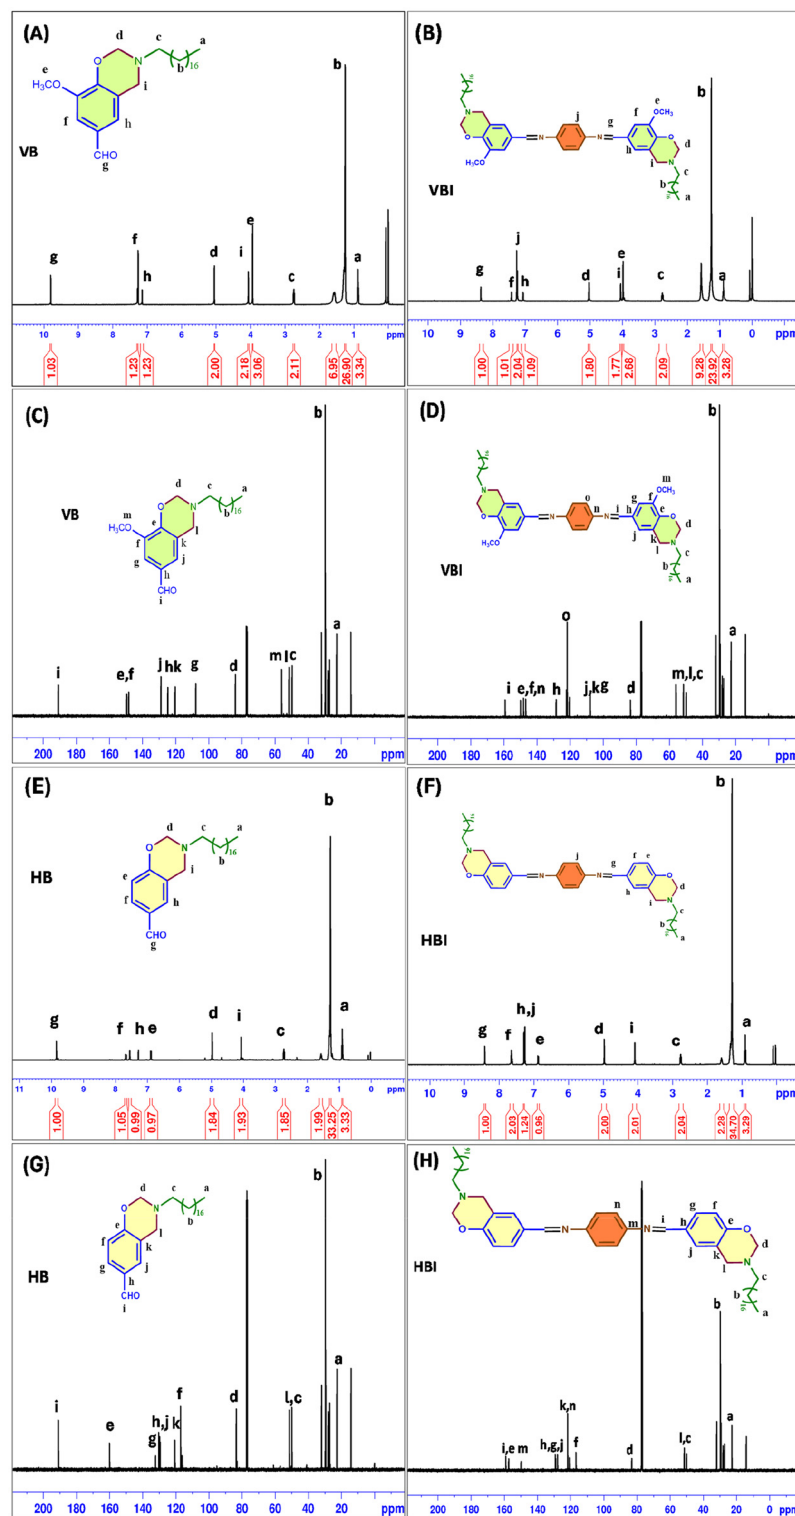 (A)
d
c
a
O
N
b
16
e
OCH₃
H₃CO
i
f
h
VB
CHO
g
b
e
g
f
h
d
i
c
a
10
9
8
7
6
5
4
3
2
1
ppm
1.03
1.23
1.23
2.00
2.18
3.06
2.11
6.95
26.90
3.34
(B)
b
16
N
O
H₃CO
j
N
N
g
f
e
OCH₃
O
h
d
i
N
c
b
a
VBI
g
f
j
h
d
i
e
c
a
10
9
8
7
6
5
4
3
2
1
0
ppm
1.00
1.01
2.04
1.09
1.80
1.77
2.66
2.09
9.28
23.92
3.28
(C)
b
d
c
a
O
N
b
16
VB
m
H₃CO
e
l
f
k
g
j
h
CHO
i
i
e,f
j
hk
g
d
m
l
c
a
200
180
160
140
120
100
80
60
40
20
ppm
(D)
b
16
N
O
H₃CO
o
n
N
N
i
g
f
m
OCH₃
h
e
O
j
k
d
l
N
c
b
a
VBI
o
i
e,f,n
h
j,k
g
d
m,l,c
a
200
180
160
140
120
100
80
60
40
20
ppm
(E)
b
d
c
a
O
N
b
16
HB
e
i
f
h
CHO
g
g
f
h
e
d
i
c
a
11
10
9
8
7
6
5
4
3
2
1
0
ppm
1.00
1.05
0.99
0.97
1.84
1.93
1.85
1.99
33.25
3.33
(F)
b
N
O
j
N
N
g
f
e
O
h
d
i
N
c
b
a
HBI
g
f
h,j
e
d
i
c
a
10
9
8
7
6
5
4
3
2
1
ppm
1.00
2.03
1.24
0.96
2.00
2.01
2.04
2.28
34.70
3.29
(G)
b
d
c
a
O
N
b
16
HB
e
l
f
k
g
j
h
CHO
i
i
e
g
h,j
k
f
d
l,c
a
200
180
160
140
120
100
80
60
40
20
ppm
(H)
16
N
O
n
m
N
N
i
g
f
h
e
O
j
k
d
l
N
c
b
a
HBI
b
i,e
m
h,g,j
k,n
f
d
l,c
a
200
180
160
140
120
100
80
60
40
20
0
ppm